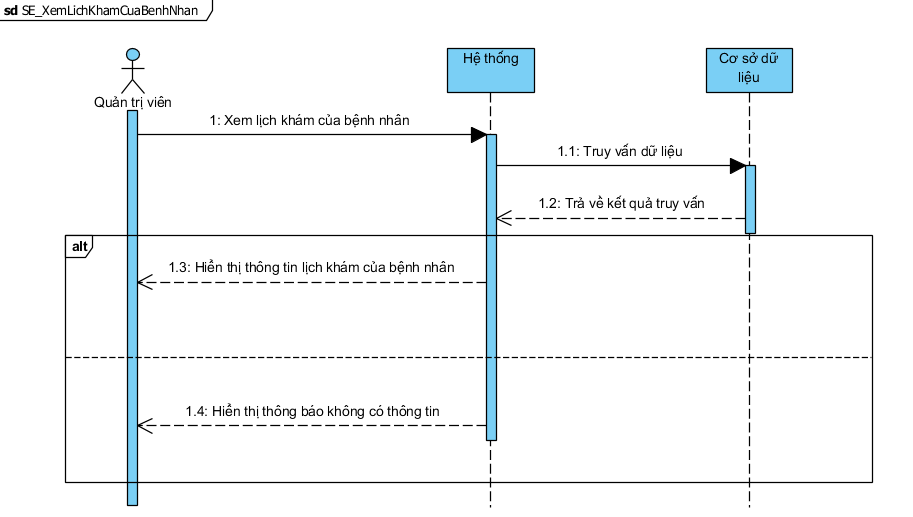 sd SE_XemLichKhamCuaBenhNhan
Quản trị viên
Hệ thống
Cơ sở dữ
liệu
1: Xem lịch khám của bệnh nhân
1.1: Truy vấn dữ liệu
1.2: Trả về kết quả truy vấn
alt
1.3: Hiển thị thông tin lịch khám của bệnh nhân
1.4: Hiển thị thông báo không có thông tin